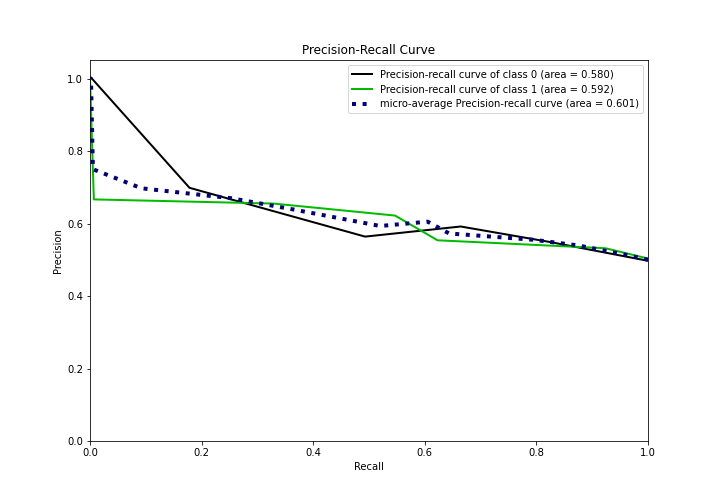 Precision-Recall Curve
Precision-recall curve of class 0 (area = 0.580)
Precision-recall curve of class 1 (area = 0.592)
micro-average Precision-recall curve (area = 0.601)
Precision
1.0
0.8
0.6
0.4
0.2
0.0
0.0 0.2 0.4 0.6 0.8 1.0
Recall